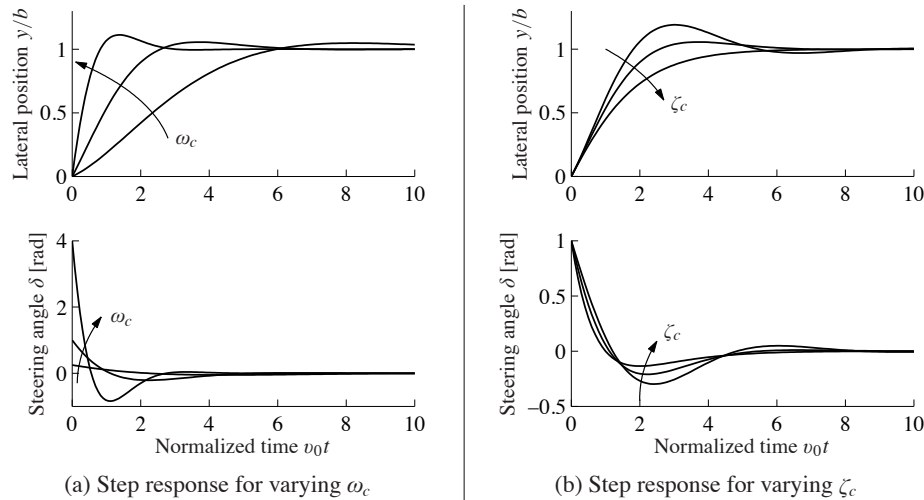 Lateral position y/b
1
0.5
0
0 2 4 6 8 10
ω_c
Steering angle δ [rad]
4
2
0
0 2 4 6 8 10
ω_c
Normalized time v₀t
(a) Step response for varying ω_c
Lateral position y/b
1
0.5
0
0 2 4 6 8 10
ζ_c
Steering angle δ [rad]
1
0.5
0
−0.5
0 2 4 6 8 10
ζ_c
Normalized time v₀t
(b) Step response for varying ζ_c